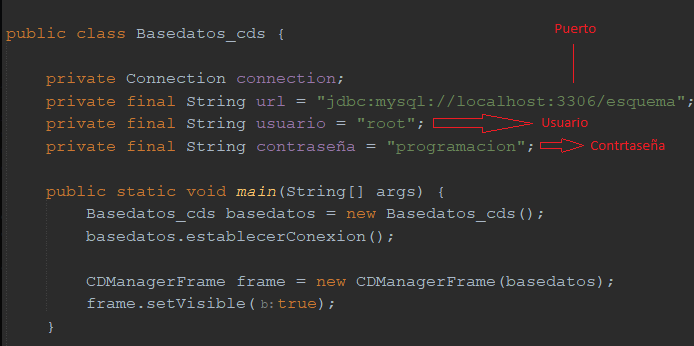 public class Basedatos_cds {
Puerto
private Connection connection;
private final String url = "jdbc:mysql://localhost:3306/esquema";
private final String usuario = "root"; Usuario
private final String contraseña = "programacion"; Contrtaseña
public static void main(String[] args) {
Basedatos_cds basedatos = new Basedatos_cds();
basedatos.establecerConexion();
CDManagerFrame frame = new CDManagerFrame(basedatos);
frame.setVisible( b: true);
}